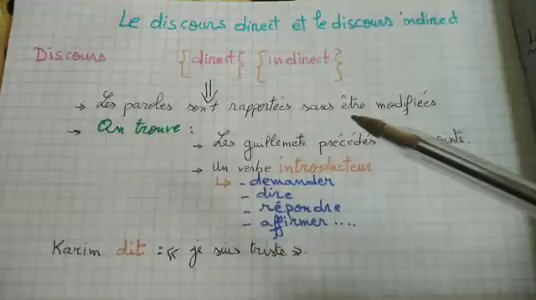 Le discours direct et le discours indirect
Discours {direct} {indirect}
→ Les paroles sont rapportées sans être modifiées
→ On trouve :
→ Les guillemets précédés
→ Un verbe introducteur
↳ - demander
- dire
- répondre
- affirmer ....
Karim dit : « je suis triste ».